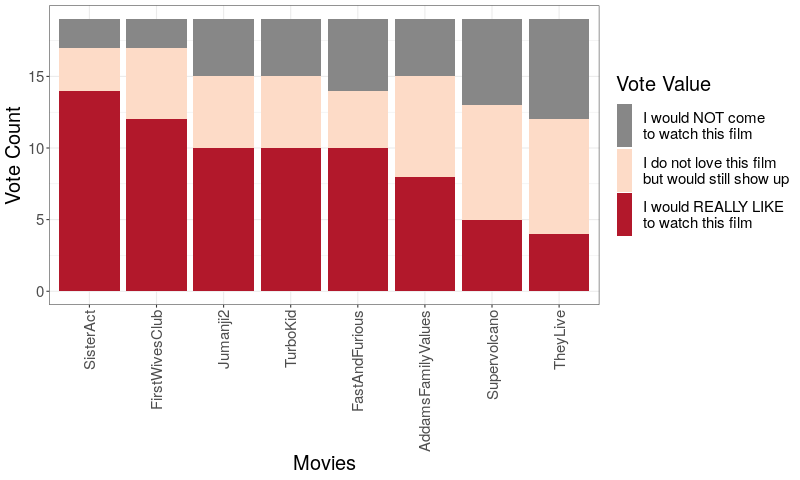 Vote Count
15
10
5
0
SisterAct
FirstWivesClub
Jumanji2
TurboKid
FastAndFurious
AddamsFamilyValues
Supervolcano
TheyLive
Movies
Vote Value
I would NOT come
to watch this film
I do not love this film
but would still show up
I would REALLY LIKE
to watch this film